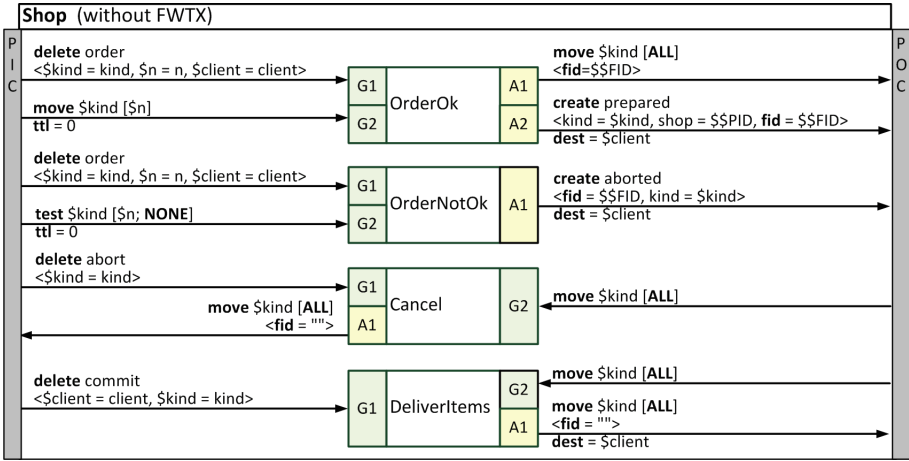 Shop (without FWTX)
P
I
C
P
O
C
delete order
<$kind = kind, $n = n, $client = client>
move $kind [$n]
ttl = 0
G1
G2
OrderOk
A1
A2
move $kind [ALL]
<fid=$$FID>
create prepared
<kind = $kind, shop = $$PID, fid = $$FID>
dest = $client
delete order
<$kind = kind, $n = n, $client = client>
test $kind [$n; NONE]
ttl = 0
G1
G2
OrderNotOk
A1
create aborted
<fid = $$FID, kind = $kind>
dest = $client
delete abort
<$kind = kind>
move $kind [ALL]
<fid = "">
G1
A1
Cancel
G2
move $kind [ALL]
delete commit
<$client = client, $kind = kind>
G1
DeliverItems
G2
A1
move $kind [ALL]
move $kind [ALL]
<fid = "">
dest = $client